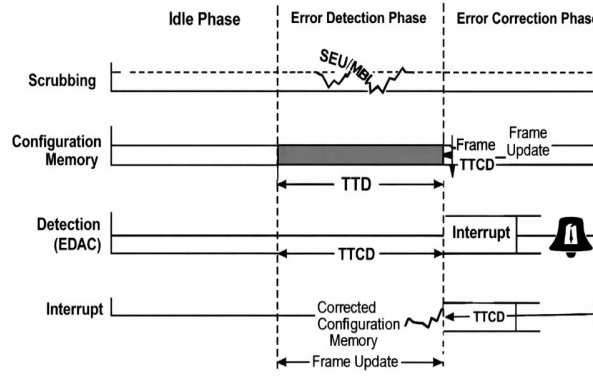 Idle Phase
Error Detection Phase
Error Correction Phase
Scrubbing
SEU/MBI
Configuration
Memory
Frame
Frame
Update
TTCD
TTD
Detection
(EDAC)
Interrupt
TTCD
Interrupt
Corrected
Configuration
Memory
TTCD
Frame Update